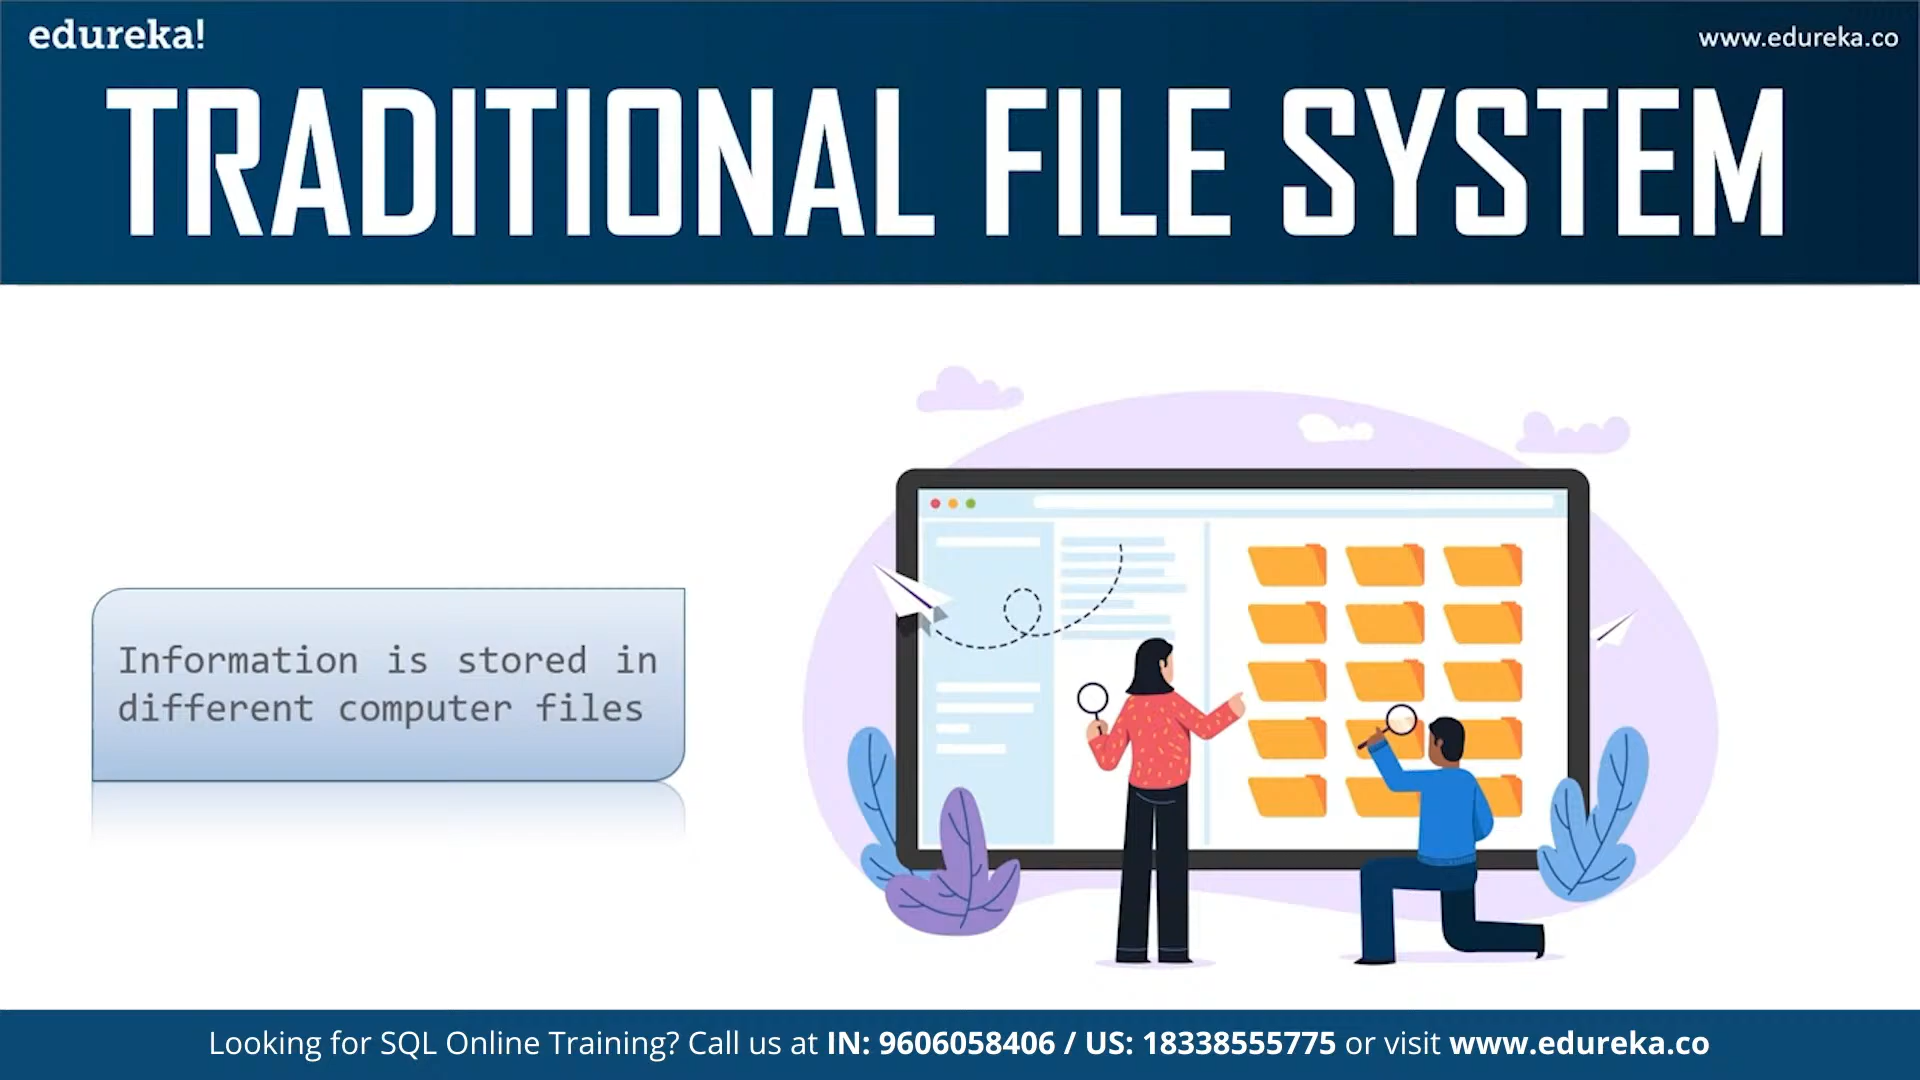 edureka!
www.edureka.co
TRADITIONAL FILE SYSTEM
Information is stored in
different computer files
Looking for SQL Online Training? Call us at IN: 9606058406 / US: 18338555775 or visit www.edureka.co